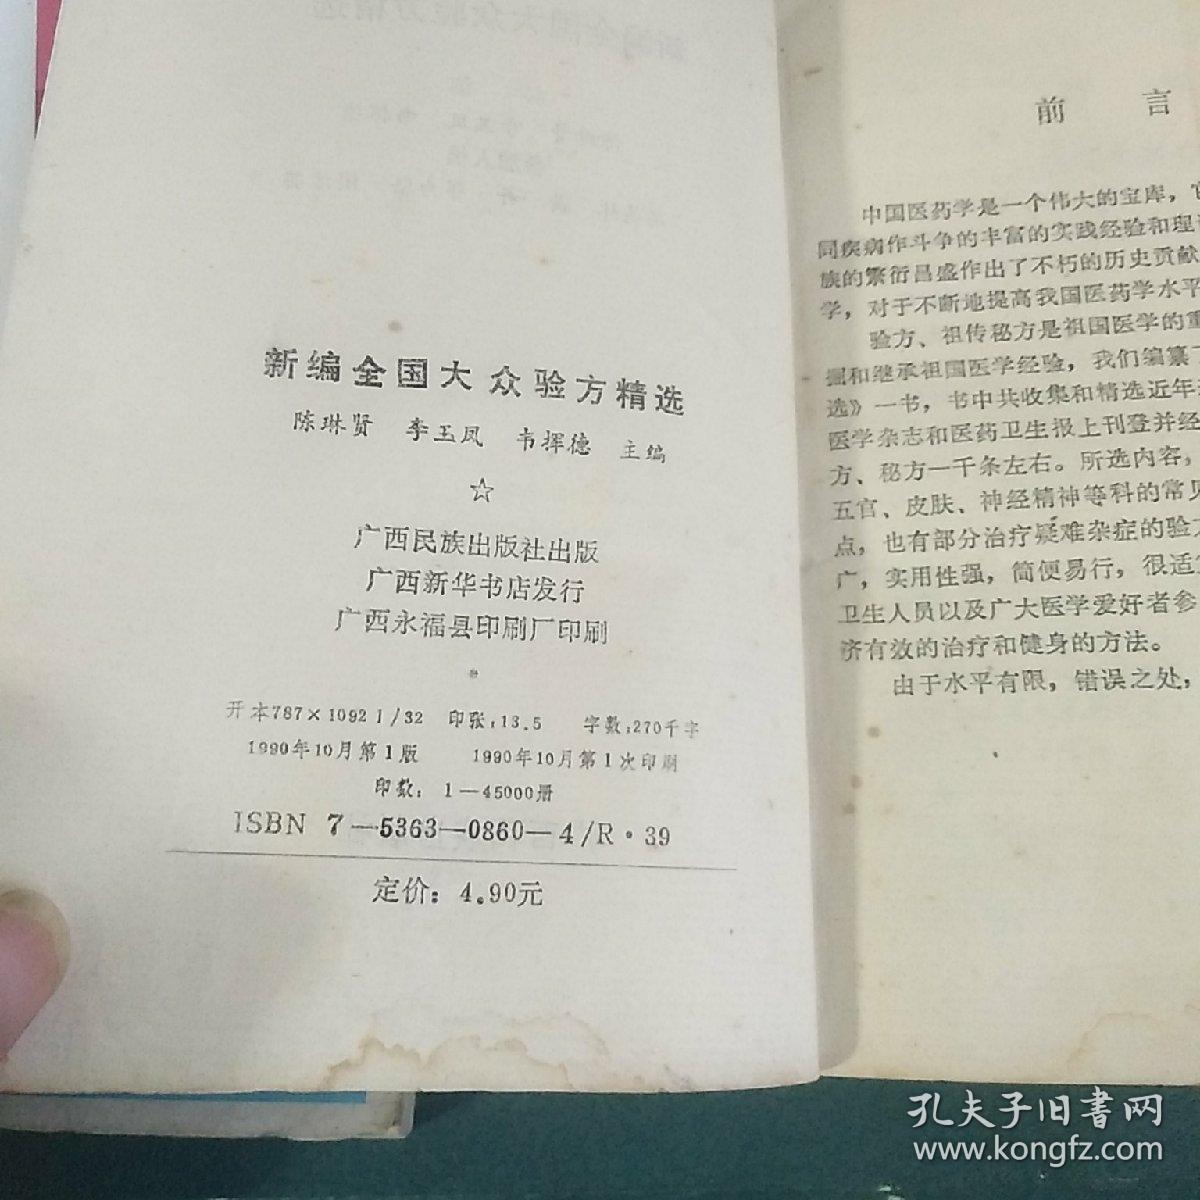 新编全国大众验方精选
陈琳贤 李玉凤 韦挥德 主编
☆
广西民族出版社出版
广西新华书店发行
广西永福县印刷厂印刷
*
开本787×1092 1/32 印张:13.5 字数:270千字
1990年10月第1版 1990年10月第1次印刷
印数: 1—45000册
ISBN 7—5363—0860—4/R·39
定价: 4.90元
前 言
中国医药学是一个伟大的宝库,
同疾病作斗争的丰富的实践经验和理
族的繁衍昌盛作出了不朽的历史贡献
学,对于不断地提高我国医药学水平
验方、祖传秘方是祖国医学的重
掘和继承祖国医学经验,我们编纂了
选》一书,书中共收集和精选近年
医学杂志和医药卫生报上刊登并经
方、秘方一千条左右。所选内容,
五官、皮肤、神经精神等科的常见
点,也有部分治疗疑难杂症的验方
广,实用性强,简便易行,很适宜
卫生人员以及广大医学爱好者参
济有效的治疗和健身的方法。
由于水平有限,错误之处,
孔夫子旧书网
www.kongfz.com